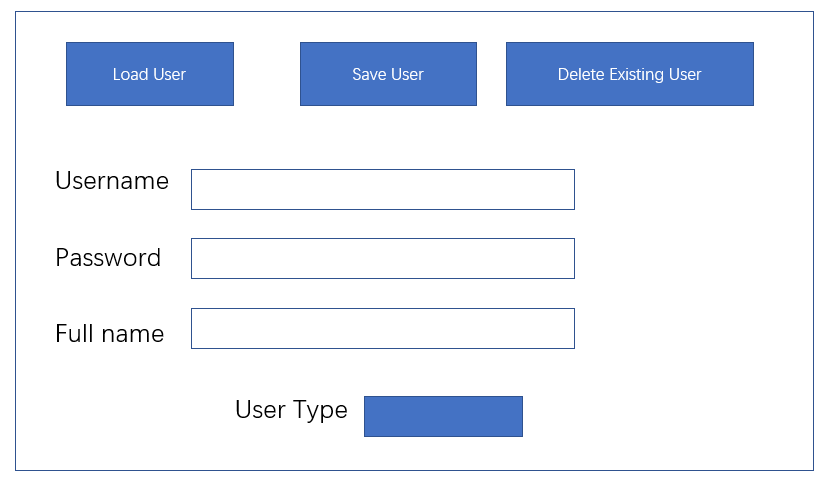 Load User
Save User
Delete Existing User
Username
Password
Full name
User Type